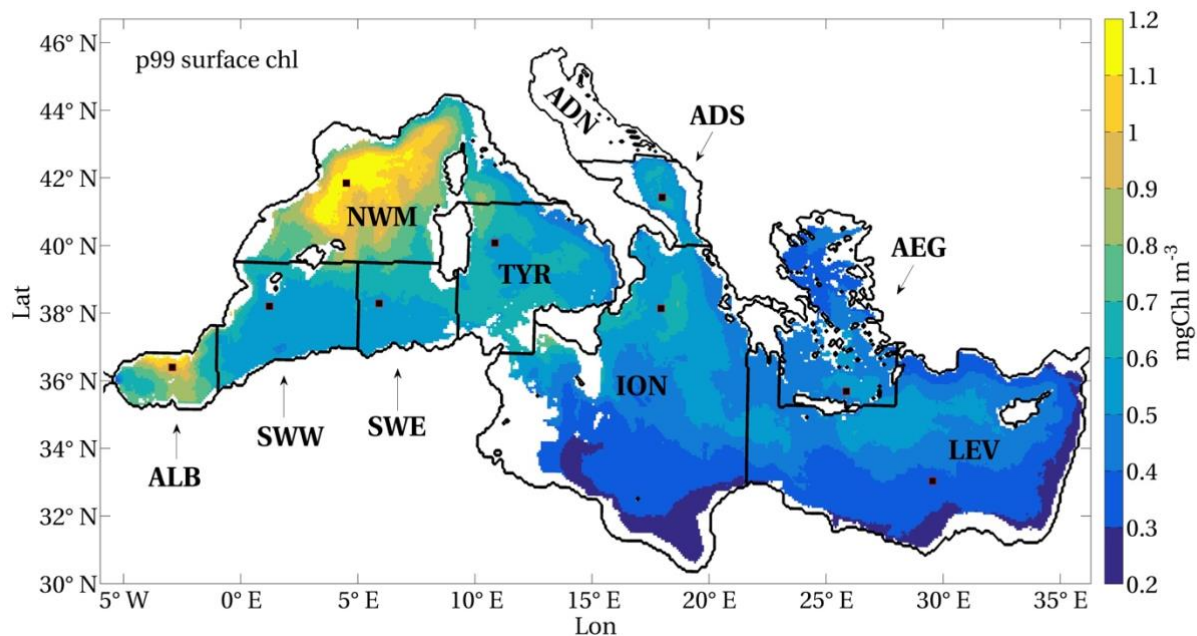 p99 surface chl
46° N
44° N
42° N
40° N
38° N
36° N
34° N
32° N
30° N
Lat
5° W
0° E
5° E
10° E
15° E
20° E
25° E
30° E
35° E
Lon
ADN
ADS
NWM
TYR
AEG
ION
SWW
SWE
ALB
LEV
1.2
1.1
1
0.9
0.8
0.7
0.6
0.5
0.4
0.3
0.2
mgChl m⁻³